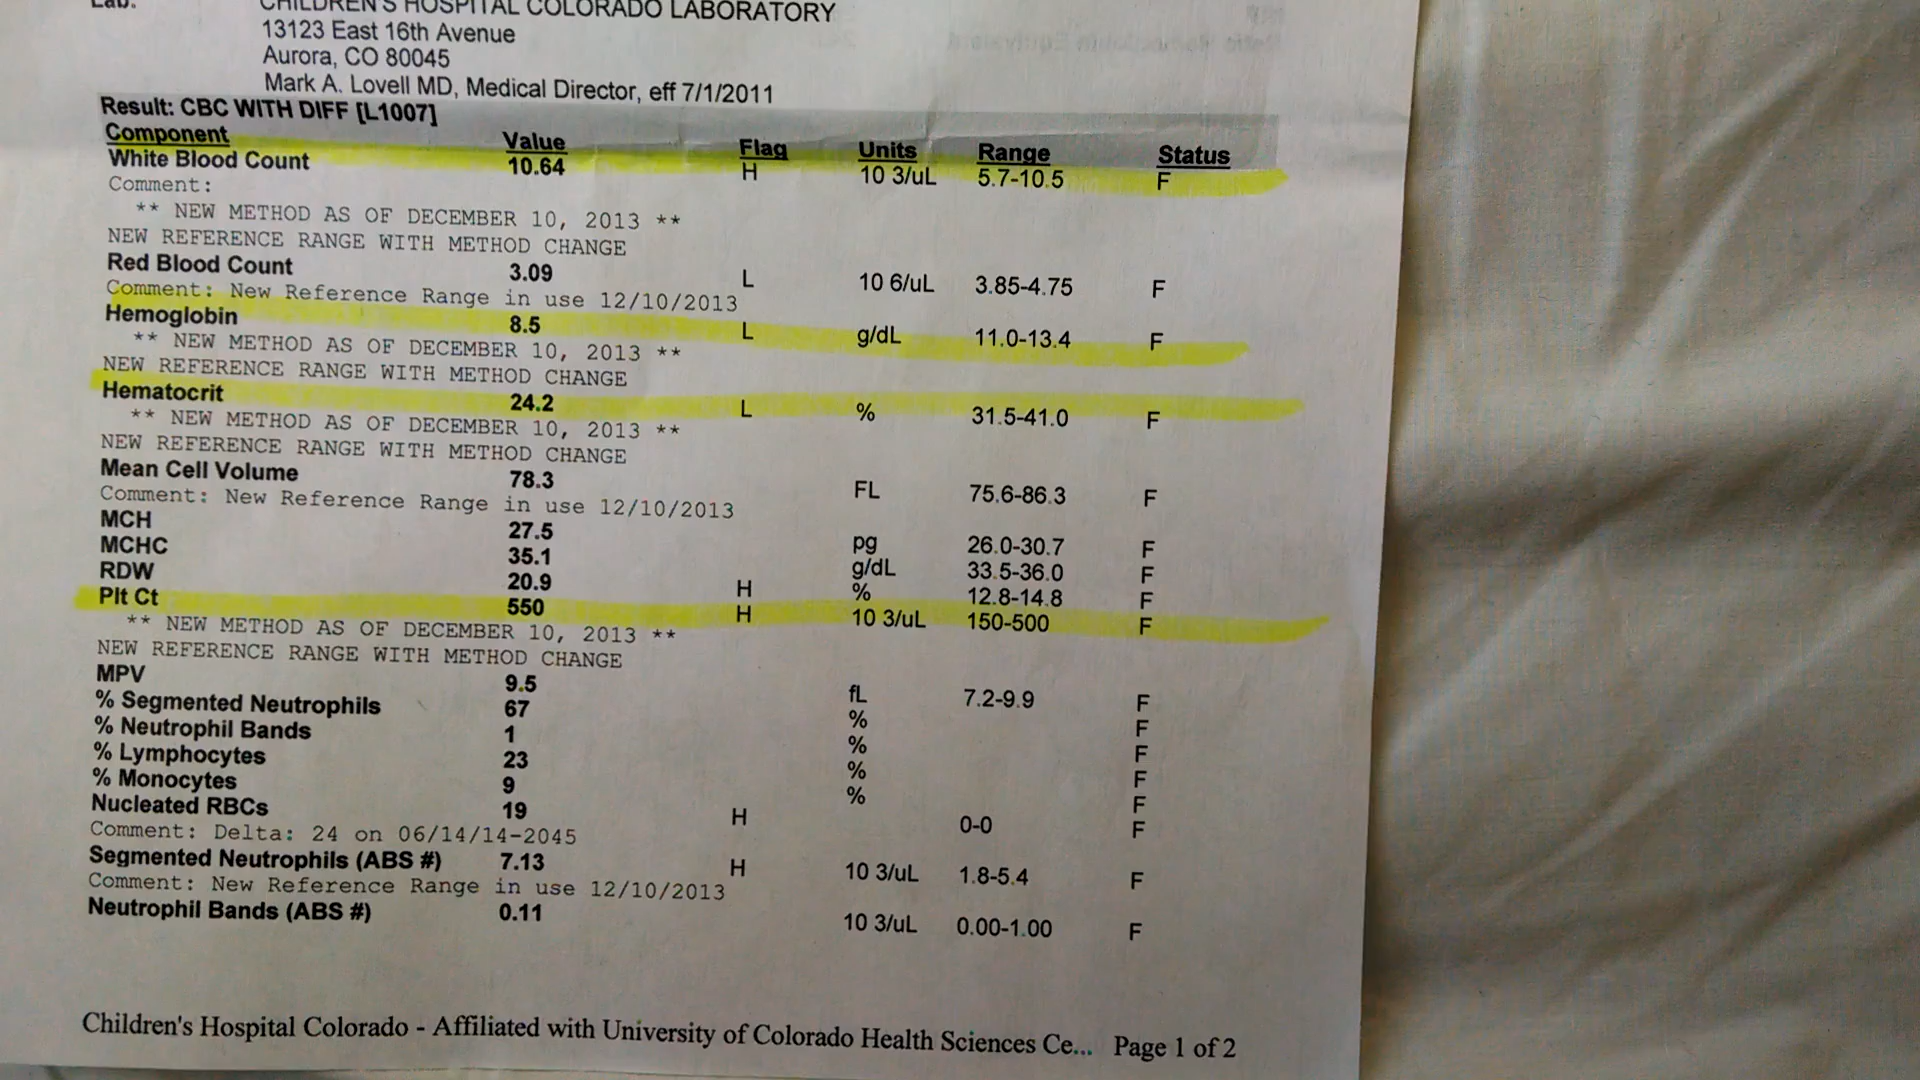 Lab:
CHILDREN'S HOSPITAL COLORADO LABORATORY
13123 East 16th Avenue
Aurora, CO 80045
Mark A. Lovell MD, Medical Director, eff 7/1/2011
Result: CBC WITH DIFF [L1007]
Component Value Flag Units Range Status
White Blood Count 10.64 H 10 3/uL 5.7-10.5 F
Comment:
** NEW METHOD AS OF DECEMBER 10, 2013 **
NEW REFERENCE RANGE WITH METHOD CHANGE
Red Blood Count 3.09 L 10 6/uL 3.85-4.75 F
Comment: New Reference Range in use 12/10/2013
Hemoglobin 8.5 L g/dL 11.0-13.4 F
** NEW METHOD AS OF DECEMBER 10, 2013 **
NEW REFERENCE RANGE WITH METHOD CHANGE
Hematocrit 24.2 L % 31.5-41.0 F
** NEW METHOD AS OF DECEMBER 10, 2013 **
NEW REFERENCE RANGE WITH METHOD CHANGE
Mean Cell Volume 78.3 FL 75.6-86.3 F
Comment: New Reference Range in use 12/10/2013
MCH 27.5 pg 26.0-30.7 F
MCHC 35.1 g/dL 33.5-36.0 F
RDW 20.9 H % 12.8-14.8 F
Plt Ct 550 H 10 3/uL 150-500 F
** NEW METHOD AS OF DECEMBER 10, 2013 **
NEW REFERENCE RANGE WITH METHOD CHANGE
MPV 9.5 fL 7.2-9.9 F
% Segmented Neutrophils 67 % F
% Neutrophil Bands 1 % F
% Lymphocytes 23 % F
% Monocytes 9 % F
Nucleated RBCs 19 H 0-0 F
Comment: Delta: 24 on 06/14/14-2045
Segmented Neutrophils (ABS #) 7.13 H 10 3/uL 1.8-5.4 F
Comment: New Reference Range in use 12/10/2013
Neutrophil Bands (ABS #) 0.11 10 3/uL 0.00-1.00 F
Children's Hospital Colorado - Affiliated with University of Colorado Health Sciences Ce... Page 1 of 2